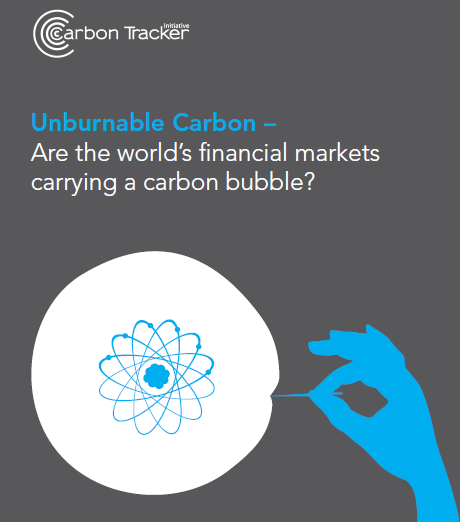 Carbon Tracker
Initiative
Unburnable Carbon –
Are the world's financial markets
carrying a carbon bubble?